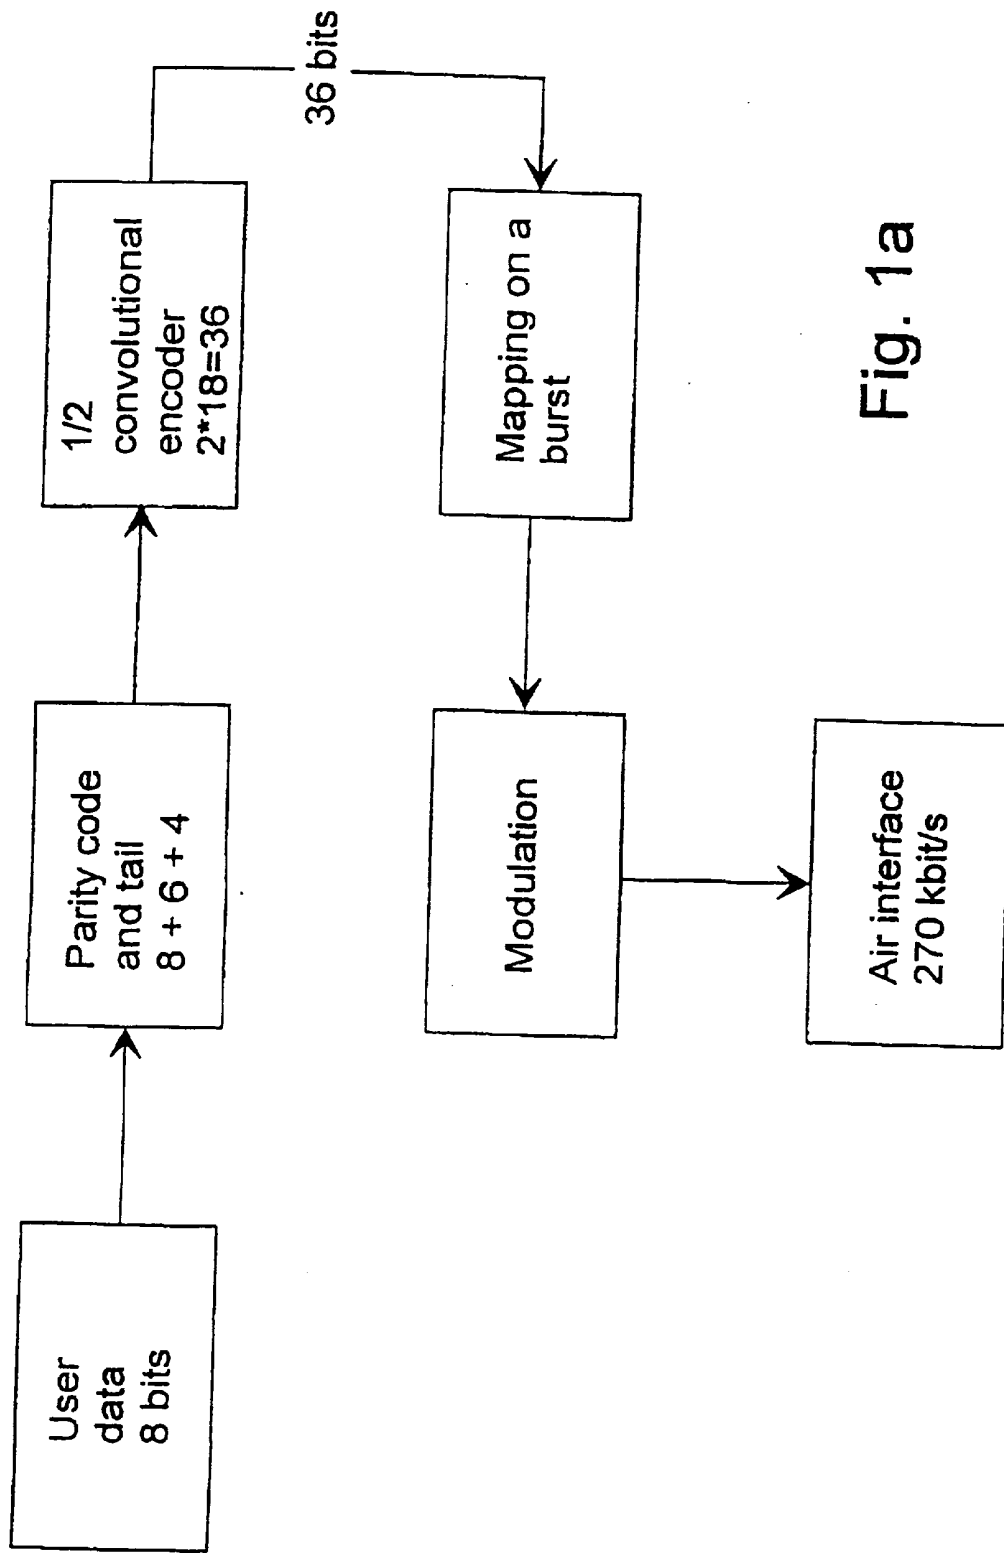 User
data
8 bits
Parity code
and tail
8 + 6 + 4
1/2
convolutional
encoder
2*18=36
36 bits
Mapping on a
burst
Modulation
Air interface
270 kbit/s
Fig. 1a